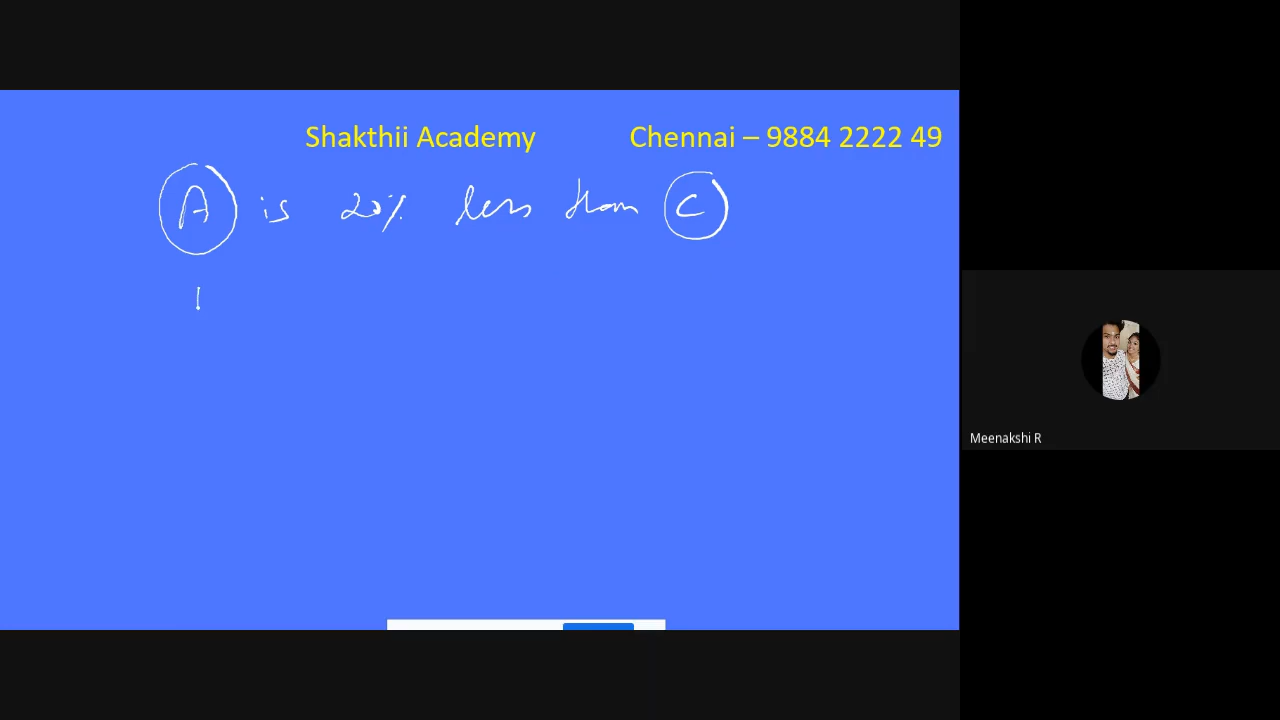 Shakthii Academy Chennai – 9884 2222 49
A is 20% less than C
Meenakshi R